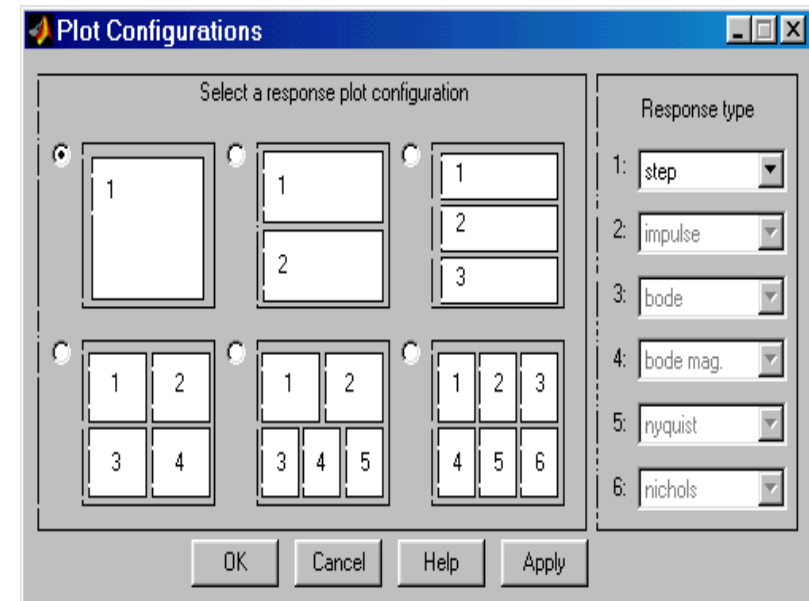 Plot Configurations
Select a response plot configuration
1
1
2
1
2
3
1 2
3 4
1 2
3 4 5
1 2 3
4 5 6
Response type
1: step
2: impulse
3: bode
4: bode mag.
5: nyquist
6: nichols
OK Cancel Help Apply